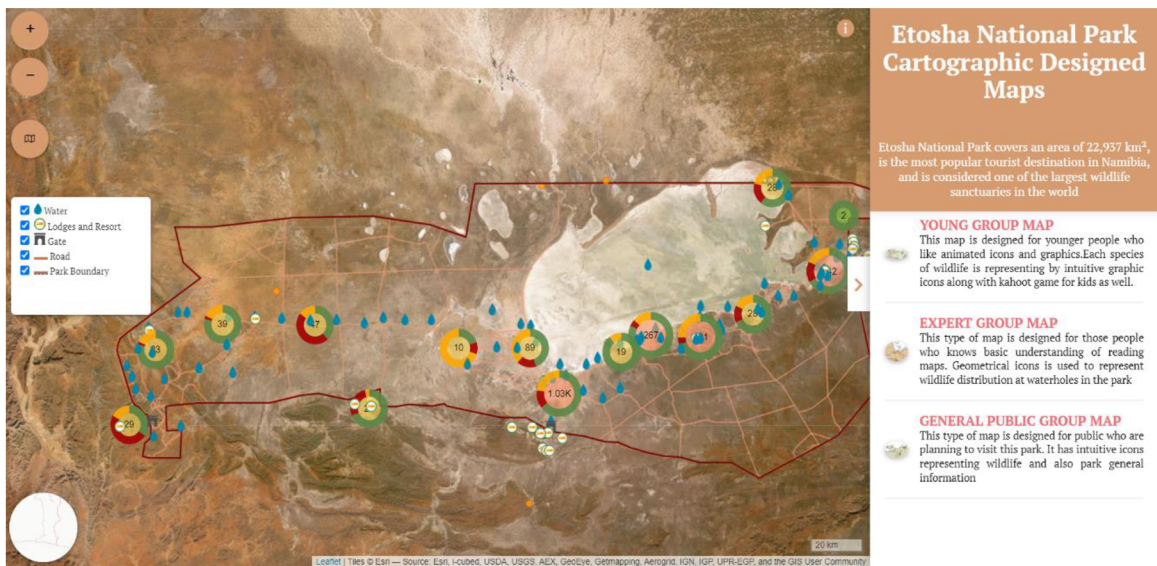 +
−
i
Etosha National Park
Cartographic Designed
Maps
Etosha National Park covers an area of 22,937 km²,
is the most popular tourist destination in Namibia,
and is considered one of the largest wildlife
sanctuaries in the world
Water
Lodges and Resort
Gate
Road
Park Boundary
YOUNG GROUP MAP
This map is designed for younger people who
like animated icons and graphics.Each species
of wildlife is representing by intuitive graphic
icons along with kahoot game for kids as well.
EXPERT GROUP MAP
This type of map is designed for those people
who knows basic understanding of reading
maps. Geometrical icons is used to represent
wildlife distribution at waterholes in the park
GENERAL PUBLIC GROUP MAP
This type of map is designed for public who are
planning to visit this park. It has intuitive icons
representing wildlife and also park general
information
28
2
39
47
10
89
19
267
1.03K
29
20 km
Leaflet | Tiles © Esri — Source: Esri, i-cubed, USDA, USGS, AEX, GeoEye, Getmapping, Aerogrid, IGN, IGP, UPR-EGP, and the GIS User Community